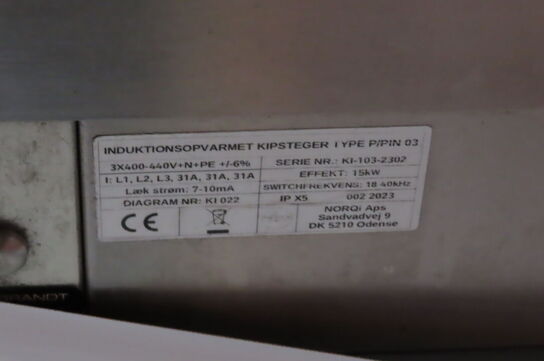 INDUKTIONSOPVARMET KIPSTEGER TYPE P/PIN 03
3X400-440V+N+PE +/-6%
SERIE NR.: KI-103-2302
I: L1, L2, L3, 31A, 31A, 31A
EFFEKT: 15kW
Læk strøm: 7-10mA
SWITCHFREKVENS: 18-40kHz
DIAGRAM NR: KI 022
IP X5 002 2023
CE
NORQi Aps
Sandvadvej 9
DK 5210 Odense
BRANDT